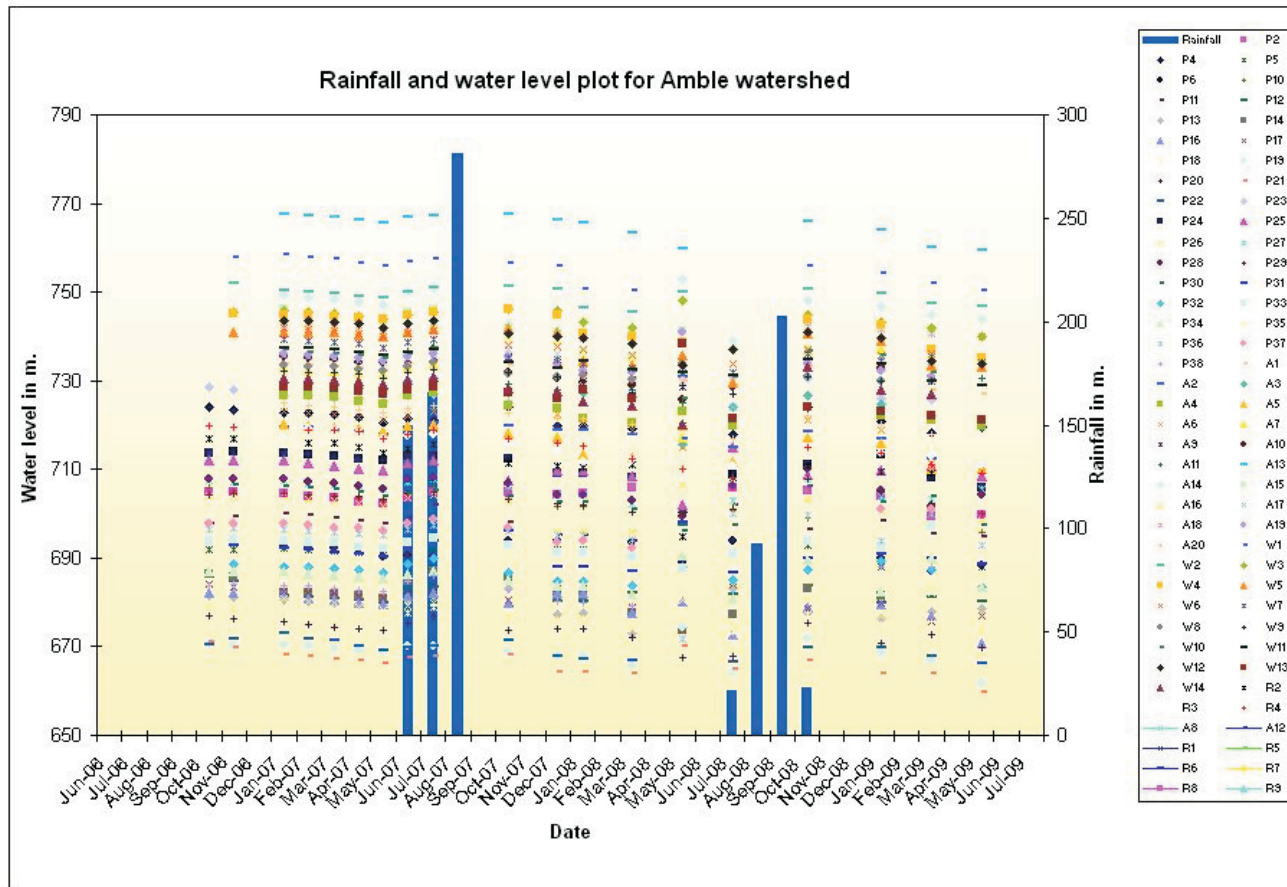 Rainfall and water level plot for Amble watershed
790
770
750
730
710
690
670
650
Water level in m.
300
250
200
150
100
50
0
Rainfall in m.
Jun-06
Jul-06
Aug-06
Sep-06
Oct-06
Nov-06
Dec-06
Jan-07
Feb-07
Mar-07
Apr-07
May-07
Jun-07
Jul-07
Aug-07
Sep-07
Oct-07
Nov-07
Dec-07
Jan-08
Feb-08
Mar-08
Apr-08
May-08
Jun-08
Jul-08
Aug-08
Sep-08
Oct-08
Nov-08
Dec-08
Jan-09
Feb-09
Mar-09
Apr-09
May-09
Jun-09
Jul-09
Date
Rainfall P2
P4 P5
P6 P10
P11 P12
P13 P14
P16 P17
P18 P19
P20 P21
P22 P23
P24 P25
P26 P27
P28 P29
P30 P31
P32 P33
P34 P35
P36 P37
P38 A1
A2 A3
A4 A5
A6 A7
A9 A10
A11 A13
A14 A15
A16 A17
A18 A19
A20 W1
W2 W3
W4 W5
W6 W7
W8 W9
W10 W11
W12 W13
W14 R2
R3 R4
A8 A12
R1 R5
R6 R7
R8 R9